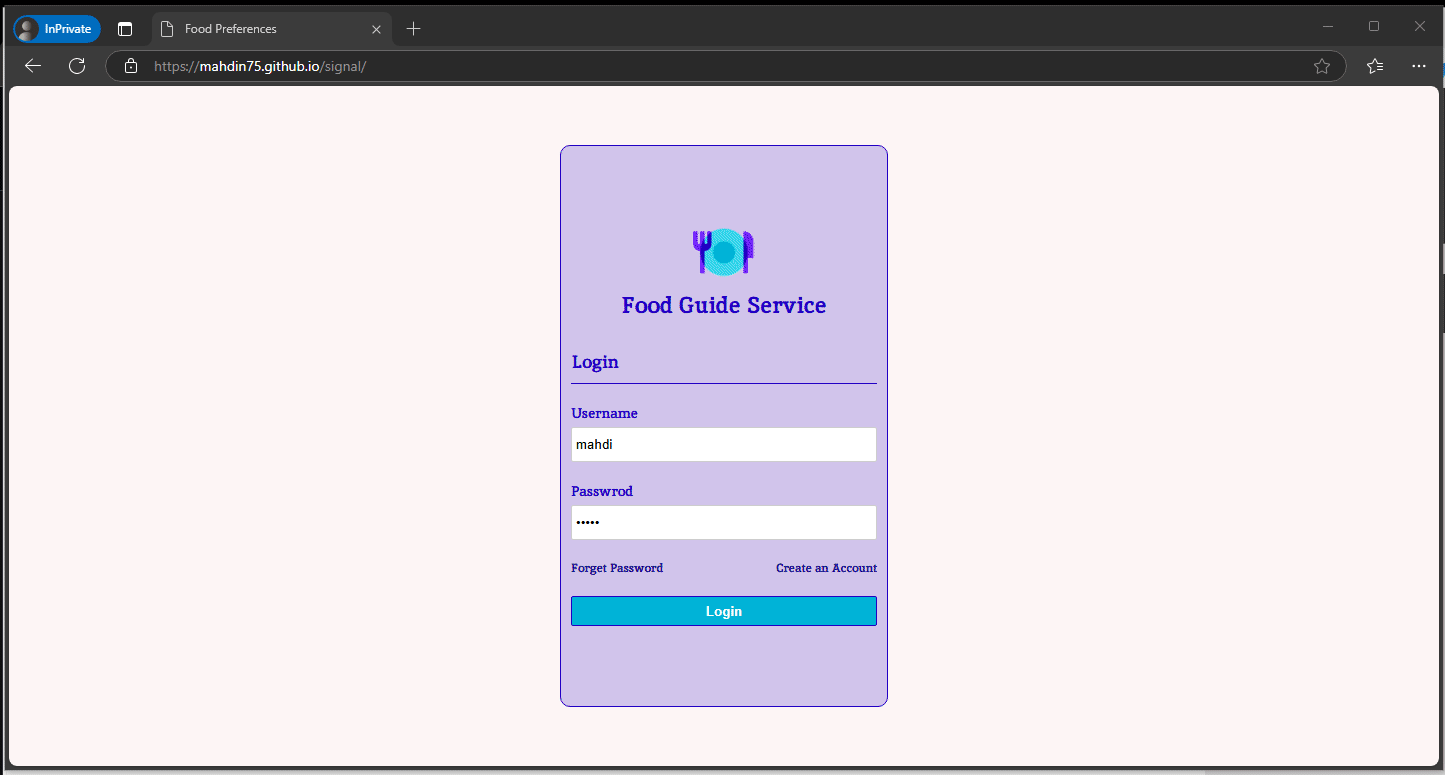 InPrivate
Food Preferences
https://mahdin75.github.io/signal/
Food Guide Service
Login
Username
mahdi
Passwrod
•••••
Forget Password
Create an Account
Login